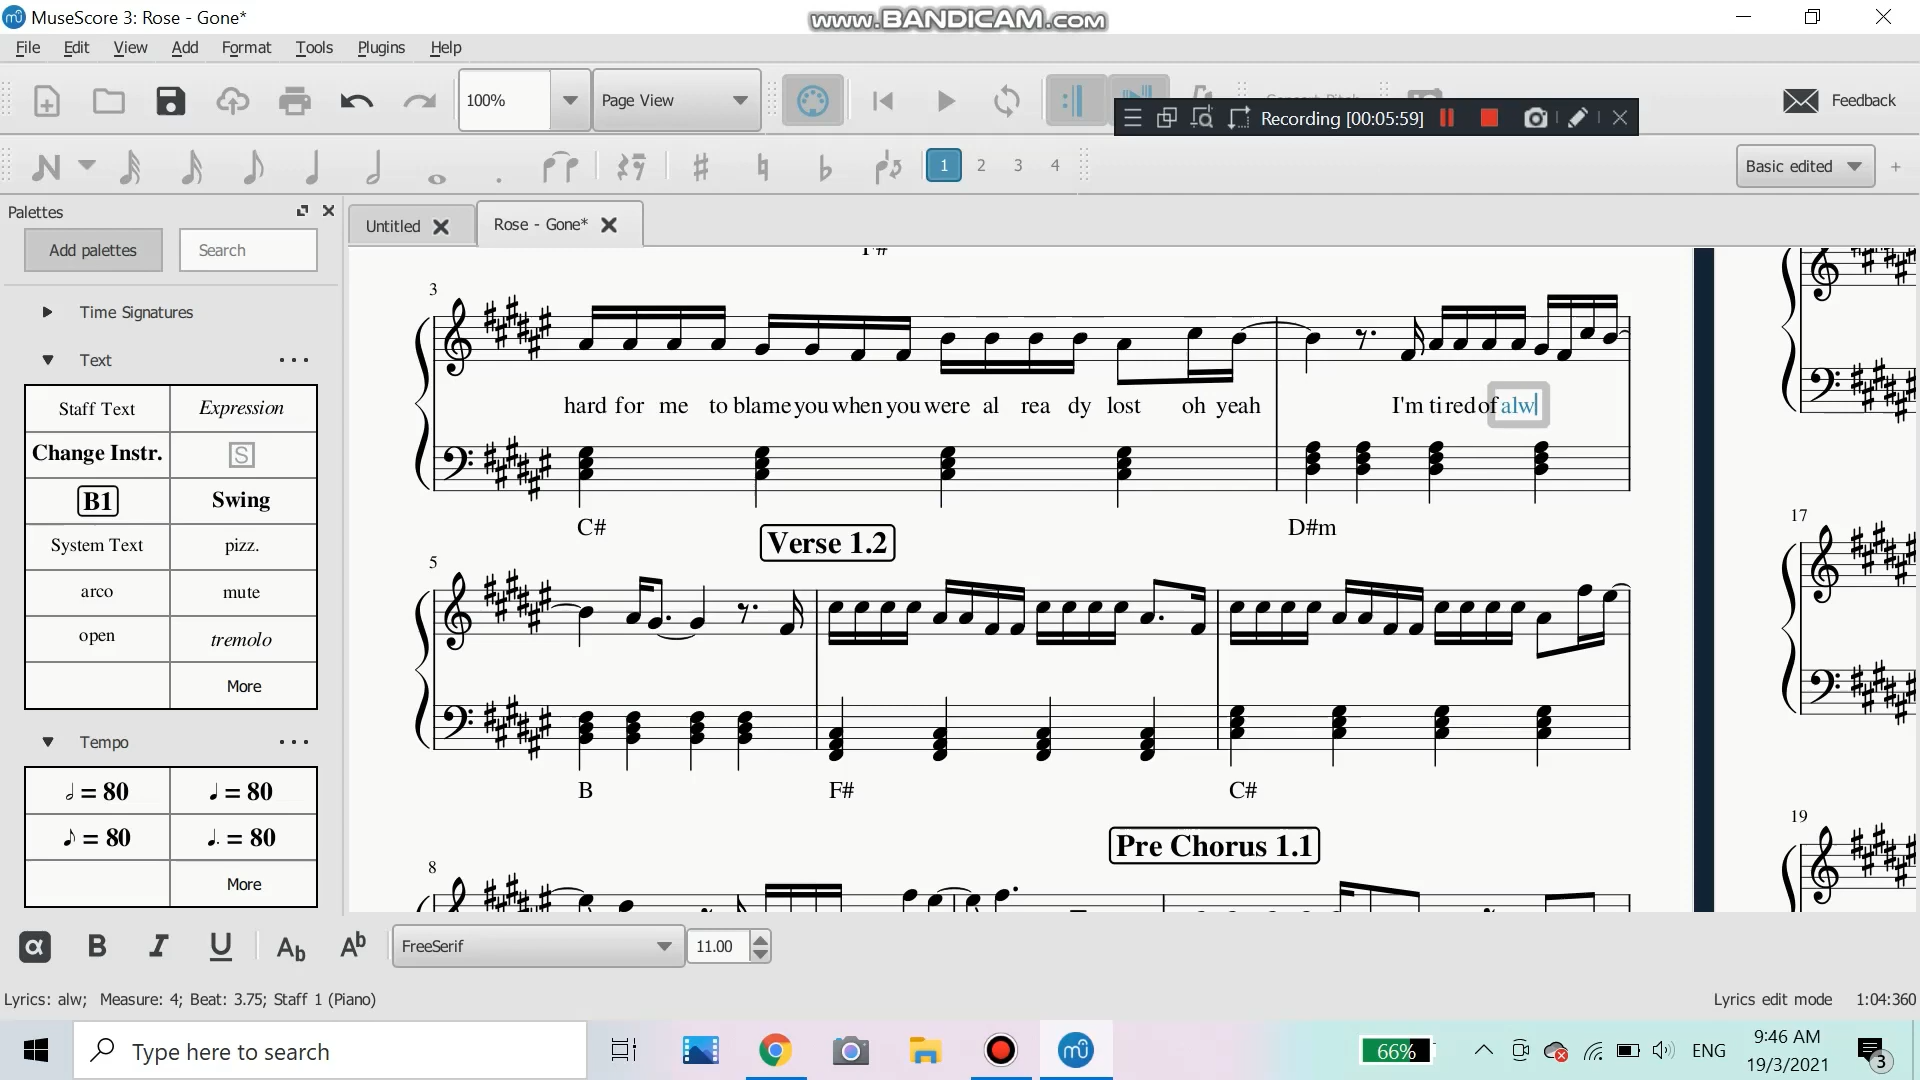 MuseScore 3: Rose - Gone*
www.BANDICAM.com
File Edit View Add Format Tools Plugins Help
100% Page View
Recording [00:05:59]
Feedback
1 2 3 4
Basic edited
Palettes
Add palettes Search
Untitled Rose - Gone*
Time Signatures
Text
Staff Text Expression
Change Instr. S
B1 Swing
System Text pizz.
arco mute
open tremolo
More
Tempo
= 80 = 80
= 80 = 80
More
3
hard for me to blame you when you were al rea dy lost oh yeah I'm ti red of alw
C# D#m
Verse 1.2
5
B F# C#
Pre Chorus 1.1
8
17
19
α B I U Ab Ab FreeSerif 11.00
Lyrics: alw; Measure: 4; Beat: 3.75; Staff 1 (Piano)
Lyrics edit mode 1:04:360
Type here to search
66%
ENG
9:46 AM
19/3/2021
3